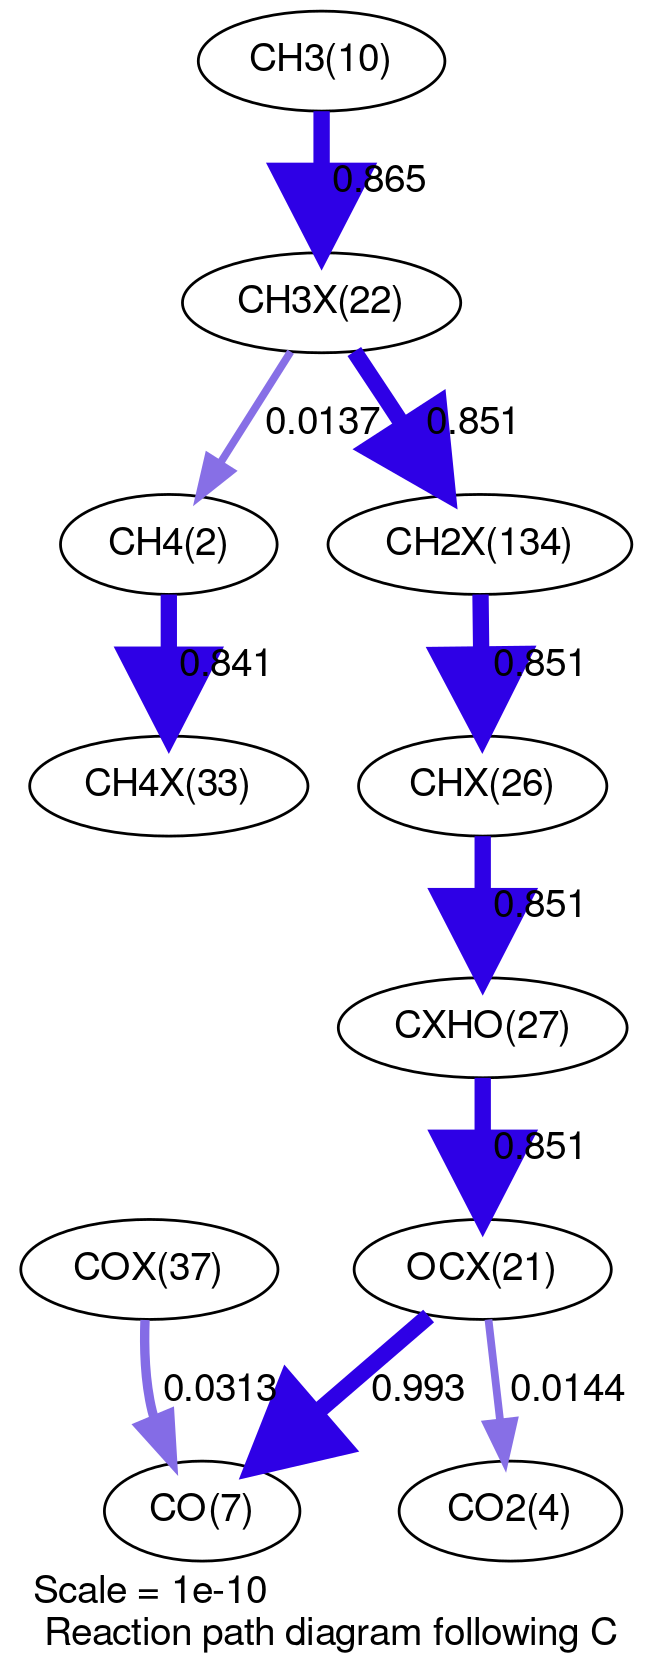 CH3(10)
0.865
CH3X(22)
0.0137
0.851
CH4(2)
CH2X(134)
0.841
0.851
CH4X(33)
CHX(26)
0.851
CXHO(27)
0.851
COX(37)
OCX(21)
0.0313
0.993
0.0144
CO(7)
CO2(4)
Scale = 1e-10
Reaction path diagram following C